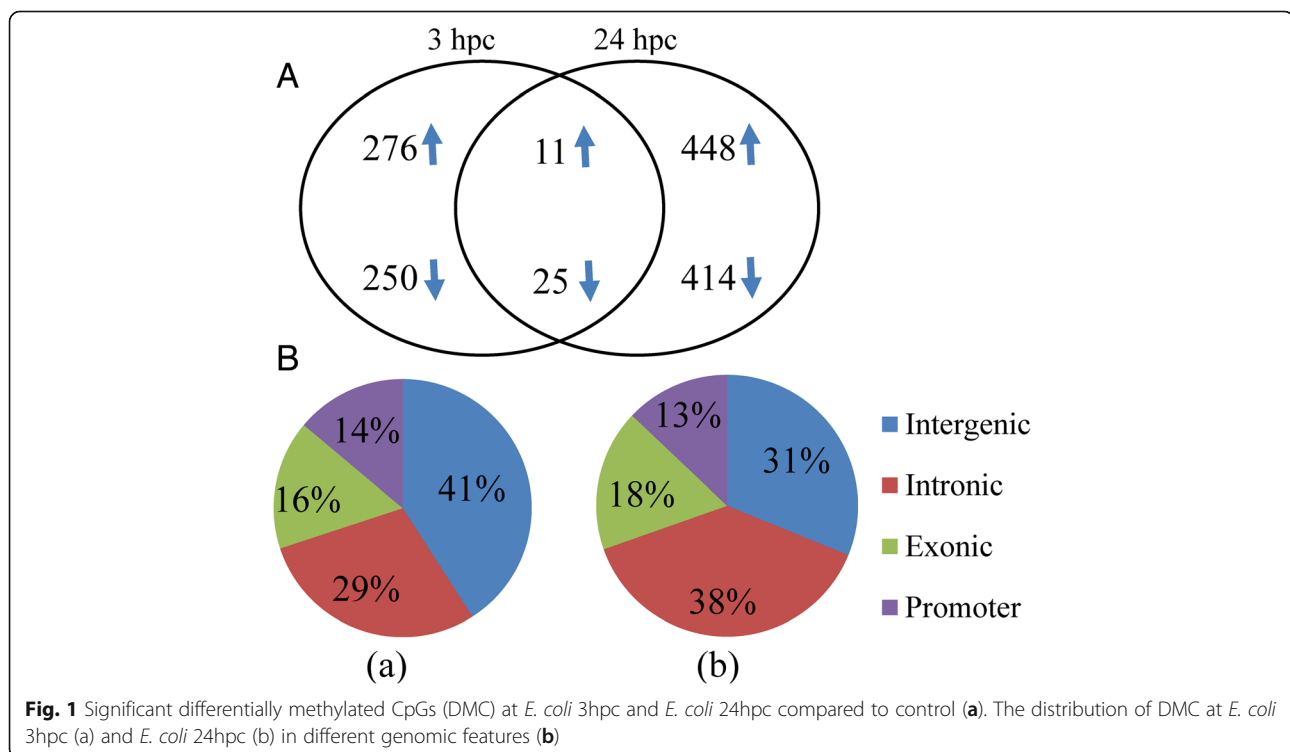 3 hpc 24 hpc
A
276 11 448
250 25 414
B
14% 41% 16% 29%
13% 31% 18% 38%
Intergenic
Intronic
Exonic
Promoter
(a) (b)
Fig. 1 Significant differentially methylated CpGs (DMC) at E. coli 3hpc and E. coli 24hpc compared to control (a). The distribution of DMC at E. coli
3hpc (a) and E. coli 24hpc (b) in different genomic features (b)